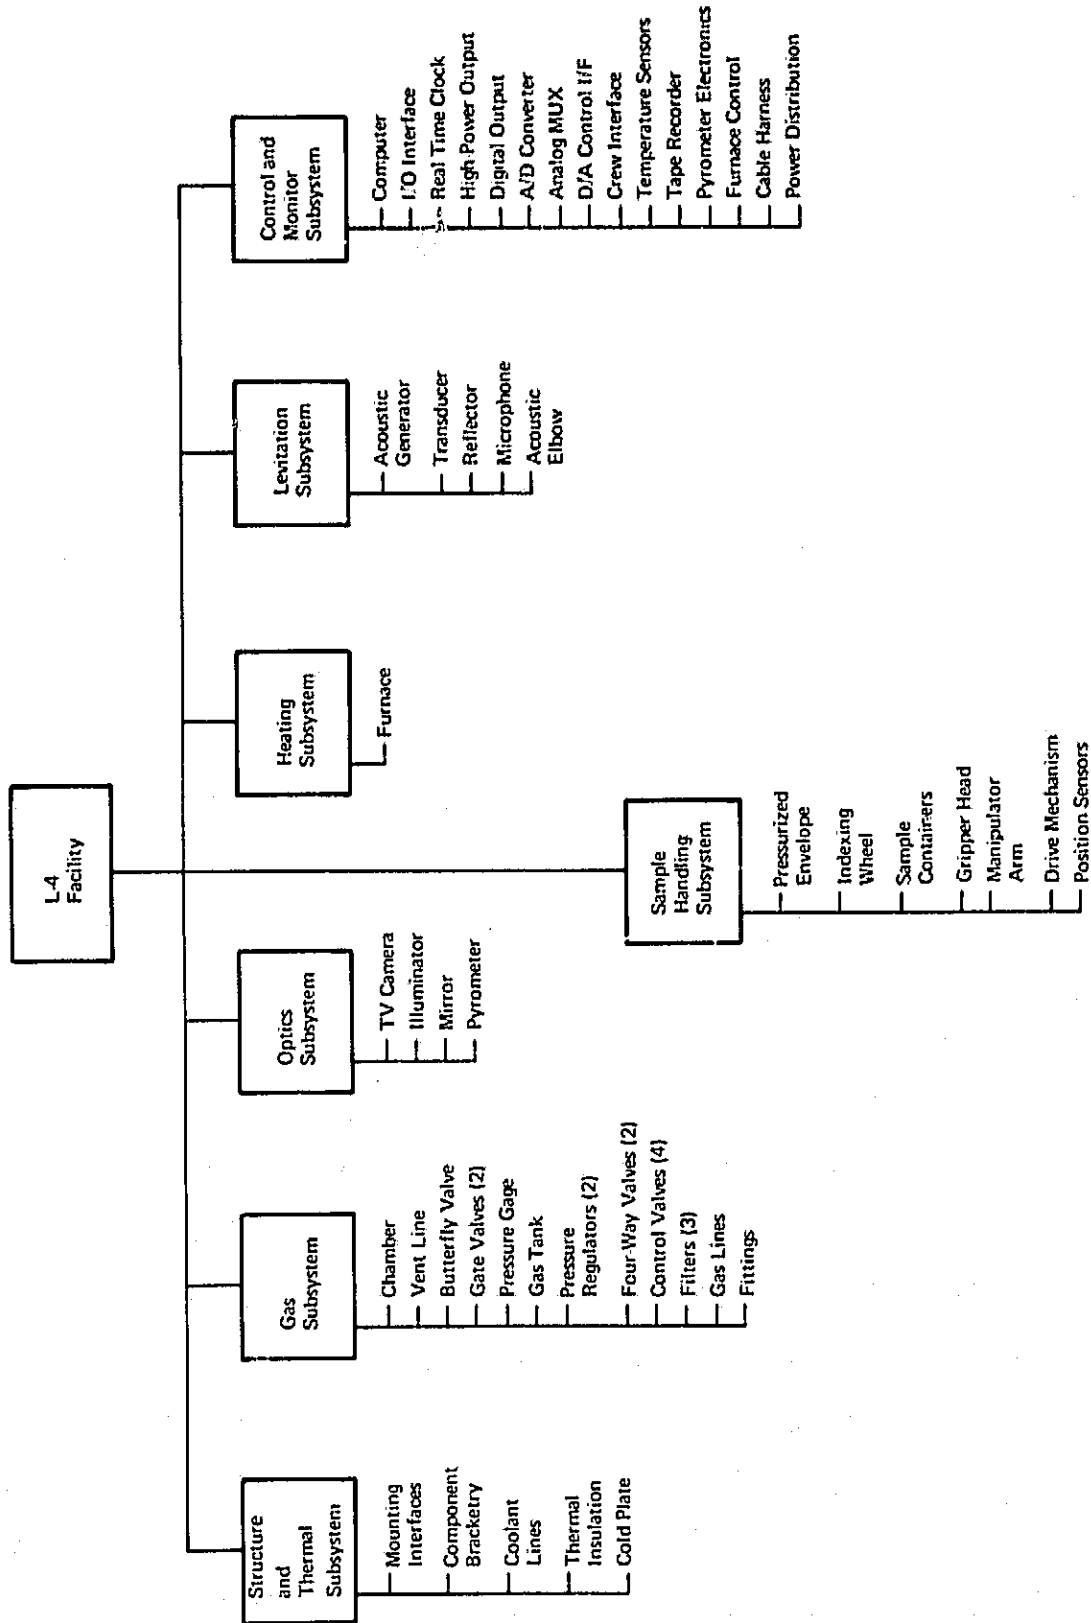 L-4
Facility
Structure
and
Thermal
Subsystem
Mounting
Interfaces
Component
Bracketry
Coolant
Lines
Thermal
Insulation
Cold Plate
Gas
Subsystem
Chamber
Vent Line
Butterfly Valve
Gate Valves (2)
Pressure Gage
Gas Tank
Pressure
Regulators (2)
Four-Way Valves (2)
Control Valves (4)
Filters (3)
Gas Lines
Fittings
Optics
Subsystem
TV Camera
Illuminator
Mirror
Pyrometer
Sample
Handling
Subsystem
Pressurized
Envelope
Indexing
Wheel
Sample
Containers
Gripper Head
Manipulator
Arm
Drive Mechanism
Position Sensors
Heating
Subsystem
Furnace
Levitation
Subsystem
Acoustic
Generator
Transducer
Reflector
Microphone
Acoustic
Elbow
Control and
Monitor
Subsystem
Computer
I/O Interface
Real Time Clock
High-Power Output
Digital Output
A/D Converter
Analog MUX
D/A Control I/F
Crew Interface
Temperature Sensors
Tape Recorder
Pyrometer Electronics
Furnace Control
Cable Harness
Power Distribution